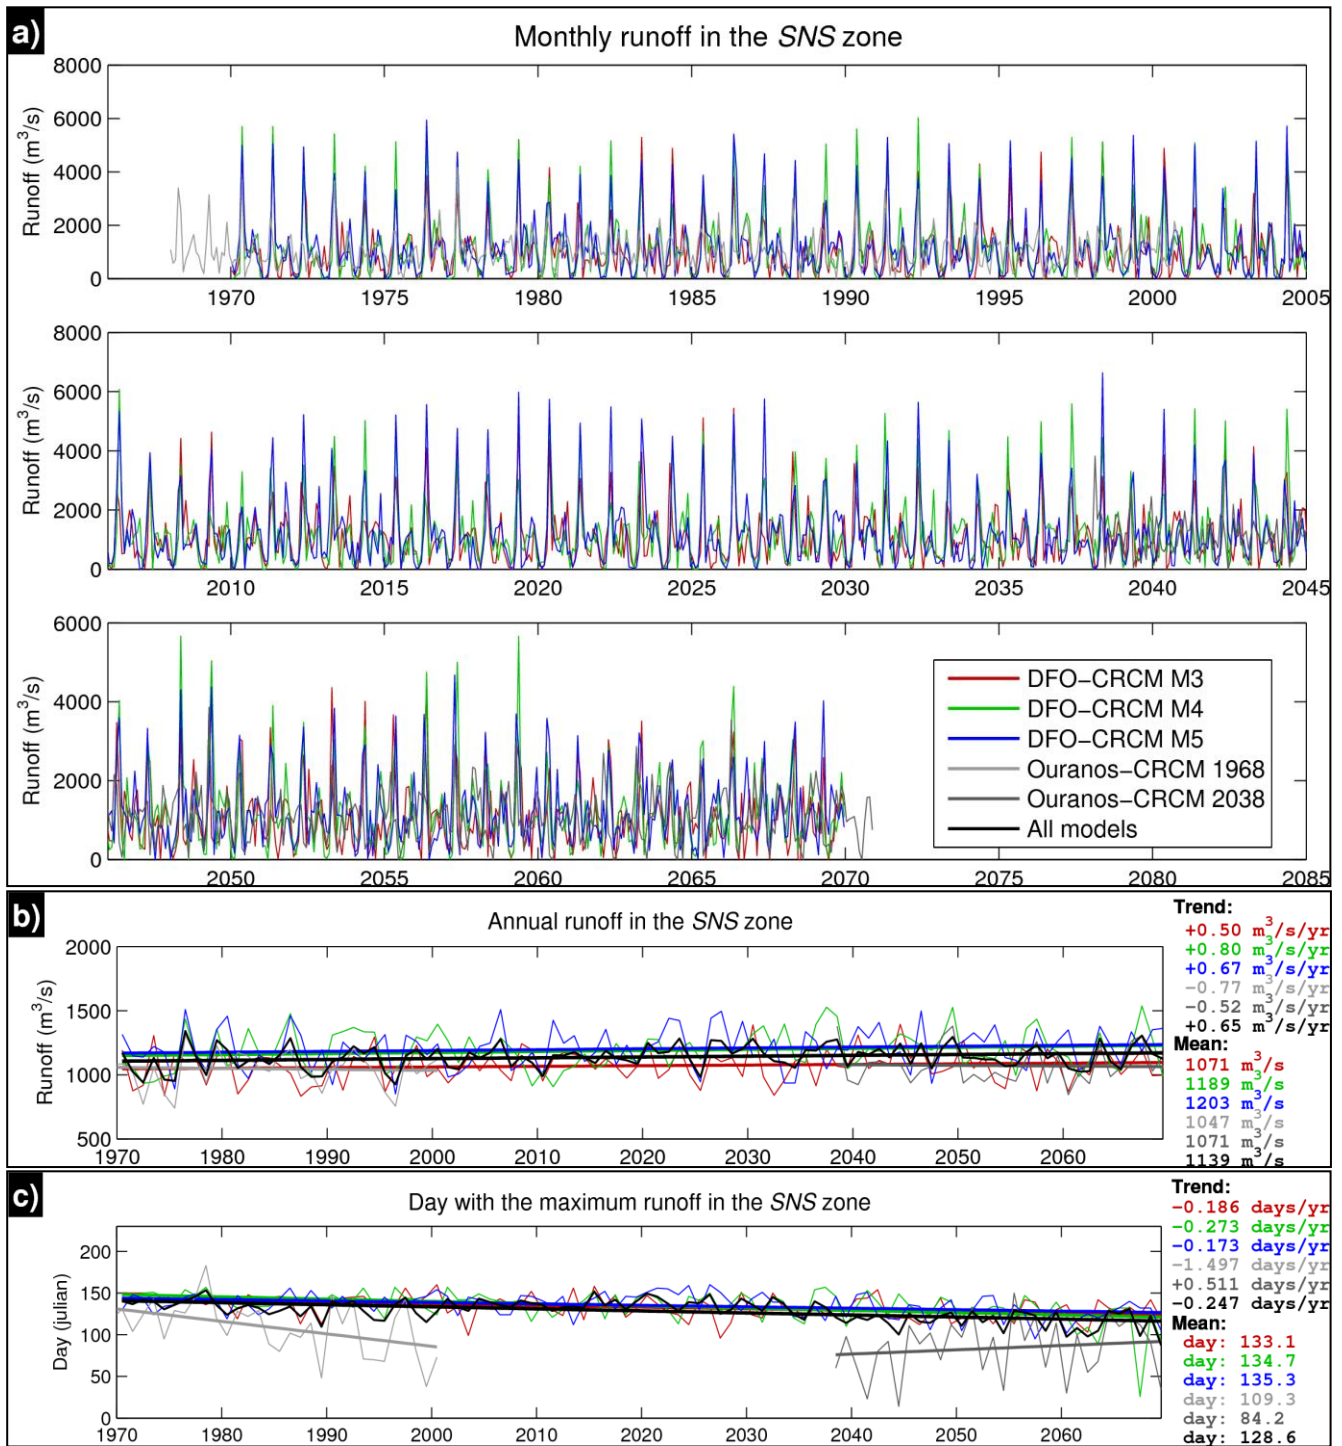 a)
Monthly runoff in the SNS zone
8000
6000
4000
2000
0
Runoff (m³/s)
1970 1975 1980 1985 1990 1995 2000 2005
8000
6000
4000
2000
0
Runoff (m³/s)
2010 2015 2020 2025 2030 2035 2040 2045
6000
4000
2000
0
Runoff (m³/s)
DFO−CRCM M3
DFO−CRCM M4
DFO−CRCM M5
Ouranos−CRCM 1968
Ouranos−CRCM 2038
All models
2050 2055 2060 2065 2070 2075 2080 2085
b)
Annual runoff in the SNS zone
2000
1500
1000
500
Runoff (m³/s)
1970 1980 1990 2000 2010 2020 2030 2040 2050 2060
Trend:
+0.50 m³/s/yr
+0.80 m³/s/yr
+0.67 m³/s/yr
−0.77 m³/s/yr
−0.52 m³/s/yr
+0.65 m³/s/yr
Mean:
1071 m³/s
1189 m³/s
1203 m³/s
1047 m³/s
1071 m³/s
1139 m³/s
c)
Day with the maximum runoff in the SNS zone
200
150
100
50
0
Day (julian)
1970 1980 1990 2000 2010 2020 2030 2040 2050 2060
Trend:
−0.186 days/yr
−0.273 days/yr
−0.173 days/yr
−1.497 days/yr
+0.511 days/yr
−0.247 days/yr
Mean:
day: 133.1
day: 134.7
day: 135.3
day: 109.3
day: 84.2
day: 128.6